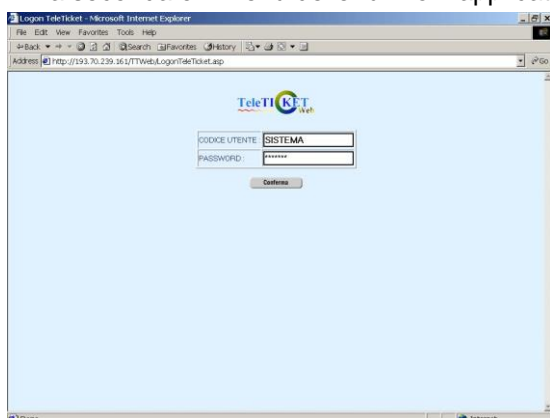 Logon TeleTicket - Microsoft Internet Explorer
File Edit View Favorites Tools Help
Back Search Favorites History
Address http://193.70.239.161/TTWeb/LogonTeleTicket.asp Go
TeleTICKET
Web
CODICE UTENTE SISTEMA
PASSWORD: *******
Conferma